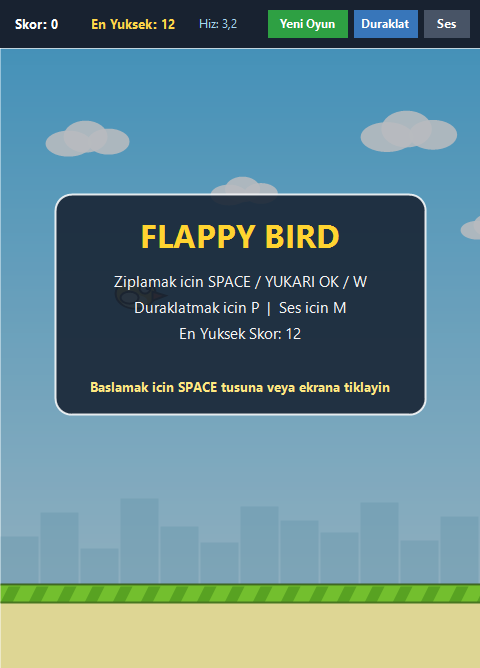 Skor: 0 En Yuksek: 12 Hiz: 3,2 Yeni Oyun Duraklat Ses
FLAPPY BIRD
Ziplamak icin SPACE / YUKARI OK / W
Duraklatmak icin P | Ses icin M
En Yuksek Skor: 12
Baslamak icin SPACE tusuna veya ekrana tiklayin